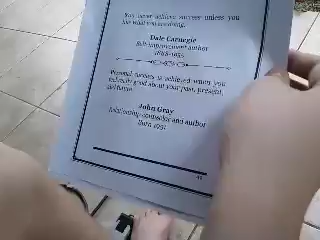 You never achieve success unless you
like what you are doing.
Dale Carnegie
Self-improvement author
1888-1955
Personal success is achieved when you
feel good about your past, present,
and future.
John Gray
Relationship counselor and author
Born 1951